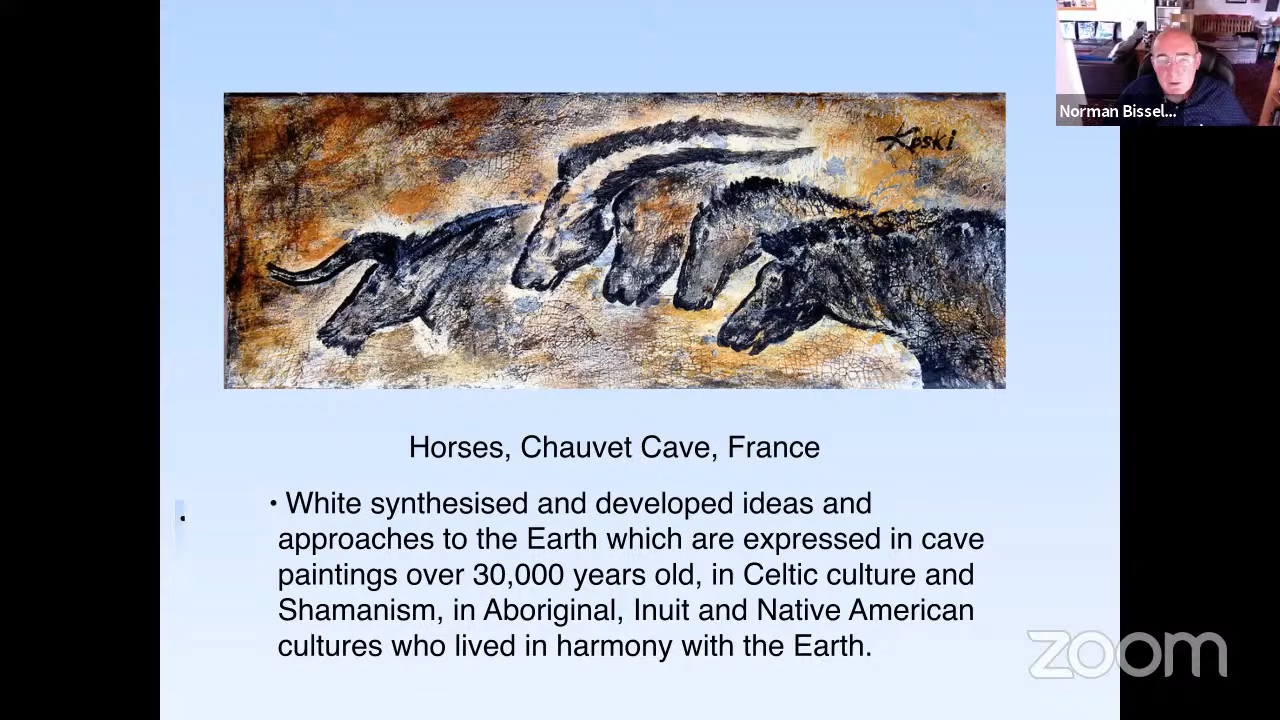 Norman Bissel...
Koski
Horses, Chauvet Cave, France
• White synthesised and developed ideas and
approaches to the Earth which are expressed in cave
paintings over 30,000 years old, in Celtic culture and
Shamanism, in Aboriginal, Inuit and Native American
cultures who lived in harmony with the Earth.
zoom